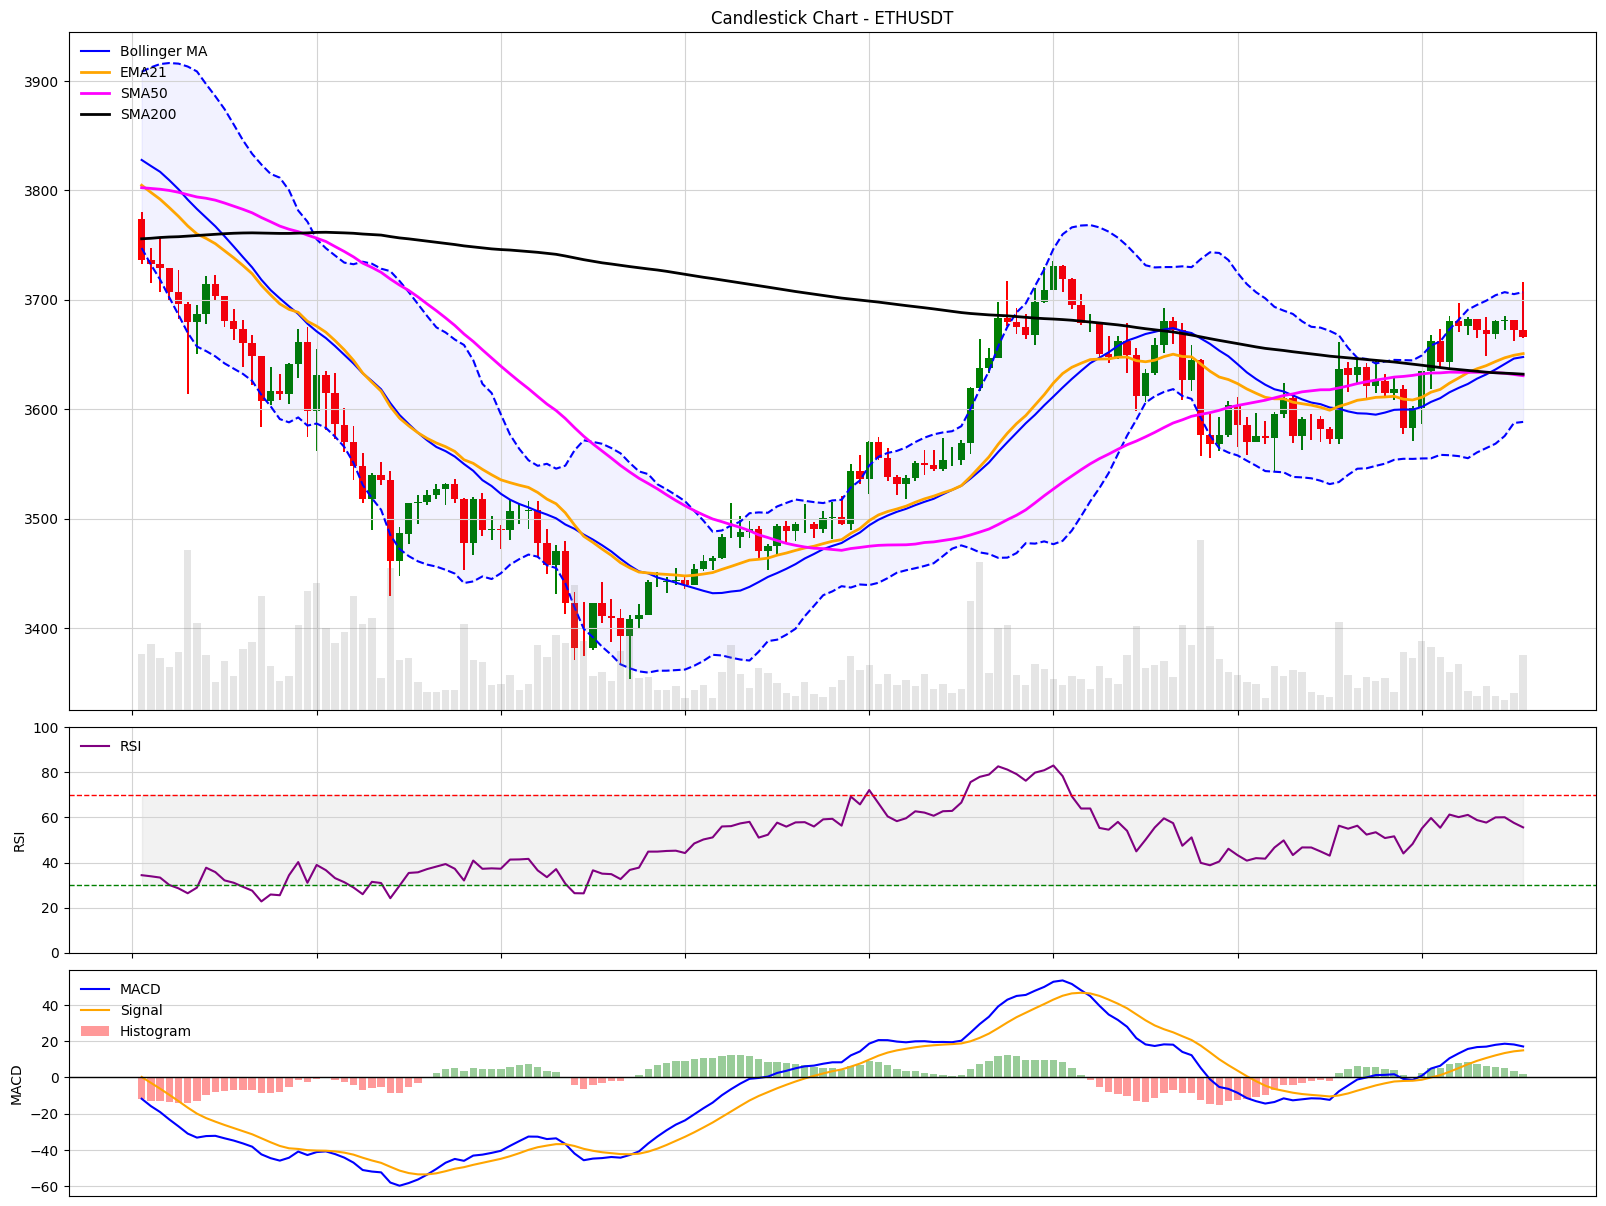 Candlestick Chart - ETHUSDT
Bollinger MA
EMA21
SMA50
SMA200
3900
3800
3700
3600
3500
3400
RSI
100
80
60
40
20
0
RSI
MACD
Signal
Histogram
40
20
0
−20
−40
−60
MACD